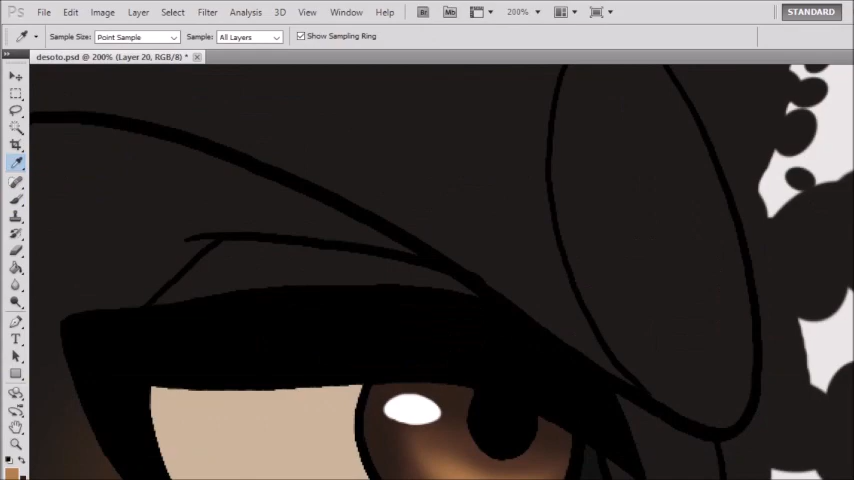 Ps File Edit Image Layer Select Filter Analysis 3D View Window Help Br Mb 200% STANDARD
Sample Size: Point Sample Sample: All Layers Show Sampling Ring
desoto.psd @ 200% (Layer 20, RGB/8) *
T